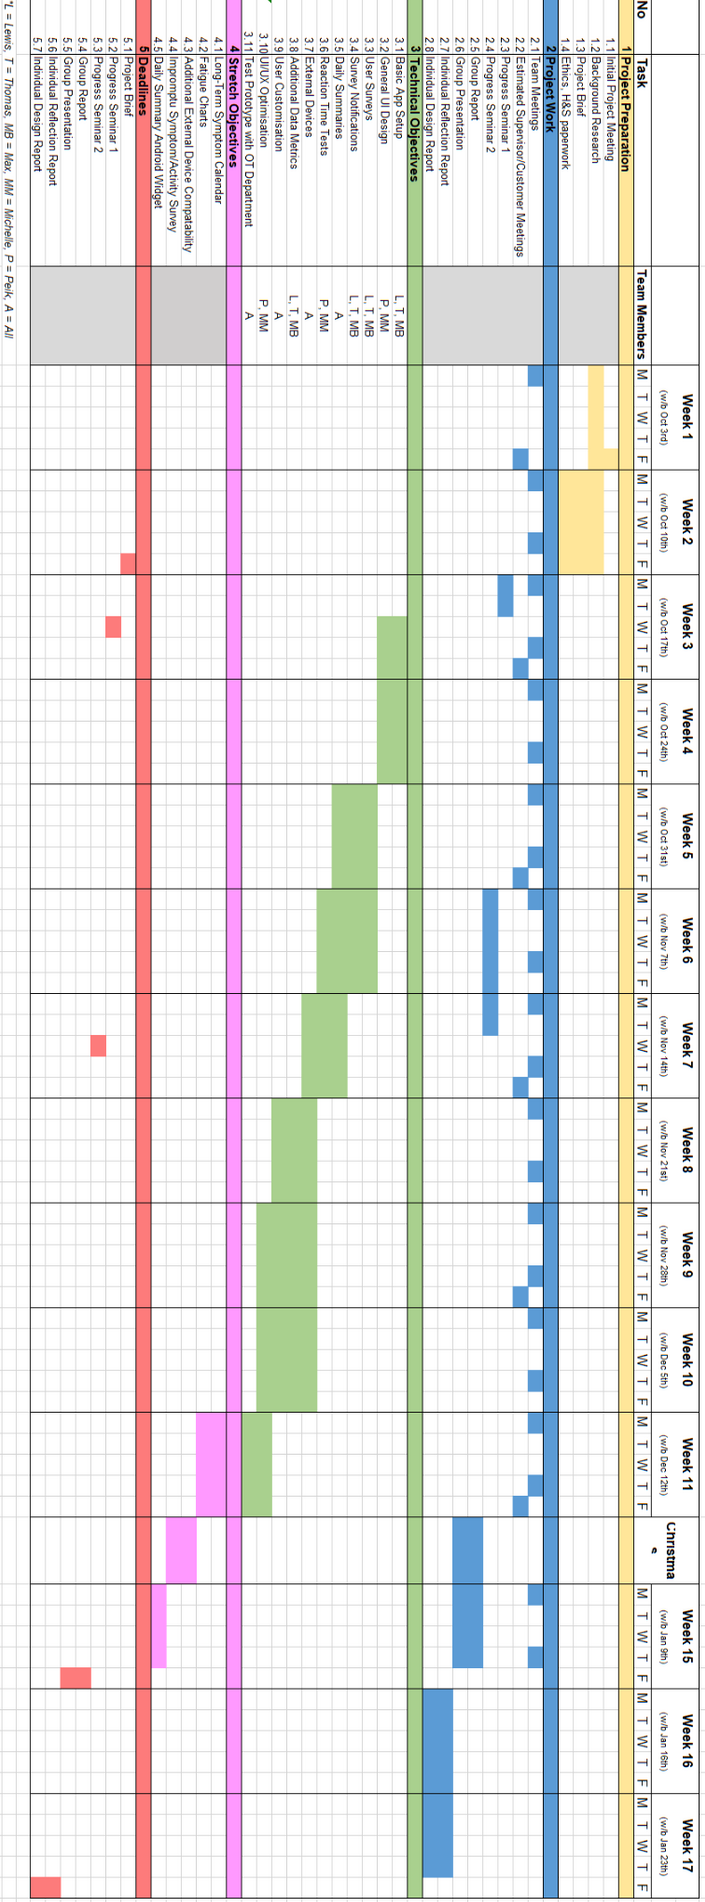 No Task Team Members Week 1 Week 2 Week 3 Week 4 Week 5 Week 6 Week 7 Week 8 Week 9 Week 10 Week 11 Christma Week 15 Week 16 Week 17
(w/b Oct 3rd) (w/b Oct 10th) (w/b Oct 17th) (w/b Oct 24th) (w/b Oct 31st) (w/b Nov 7th) (w/b Nov 14th) (w/b Nov 21st) (w/b Nov 28th) (w/b Dec 5th) (w/b Dec 12th) s (w/b Jan 9th) (w/b Jan 16th) (w/b Jan 23th)
M T W T F M T W T F M T W T F M T W T F M T W T F M T W T F M T W T F M T W T F M T W T F M T W T F M T W T F M T W T F M T W T F M T W T F
1 Project Preparation
1.1 Initial Project Meeting
1.2 Background Research
1.3 Project Brief
1.4 Ethics, H&S paperwork
2 Project Work
2.1 Team Meetings
2.2 Estimated Supervisor/Customer Meetings
2.3 Progress Seminar 1
2.4 Progress Seminar 2
2.5 Group Report
2.6 Group Presentation
2.7 Individual Reflection Report
2.8 Individual Design Report
3 Technical Objectives
3.1 Basic App Setup L, T, MB
3.2 General UI Design P, MM
3.3 User Surveys L, T, MB
3.4 Survey Notifications L, T, MB
3.5 Daily Summaries A
3.6 Reaction Time Tests P, MM
3.7 External Devices A
3.8 Additional Data Metrics L, T, MB
3.9 User Customisation A
3.10 UI/UX Optimisation P, MM
3.11 Test Prototype with OT Department A
4 Stretch Objectives
4.1 Long-Term Symptom Calendar
4.2 Fatigue Charts
4.3 Additional External Device Compatability
4.4 Impromptu Symptom/Activity Survey
4.5 Daily Summary Android Widget
5 Deadlines
5.1 Project Brief
5.2 Progress Seminar 1
5.3 Progress Seminar 2
5.4 Group Report
5.5 Group Presentation
5.6 Individual Reflection Report
5.7 Individual Design Report
*L = Lewis, T = Thomas, MB = Max, MM = Michelle, P = Peik, A = All